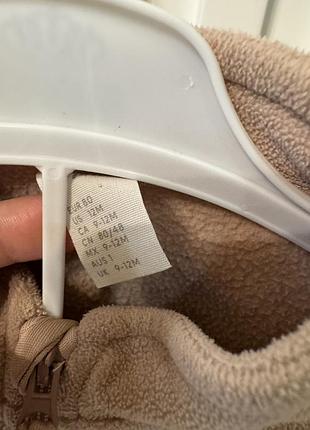 EUR 80
US 12M
CA 9-12M
CN 80/48
MX 9-12M
AUS 1
UK 9-12M